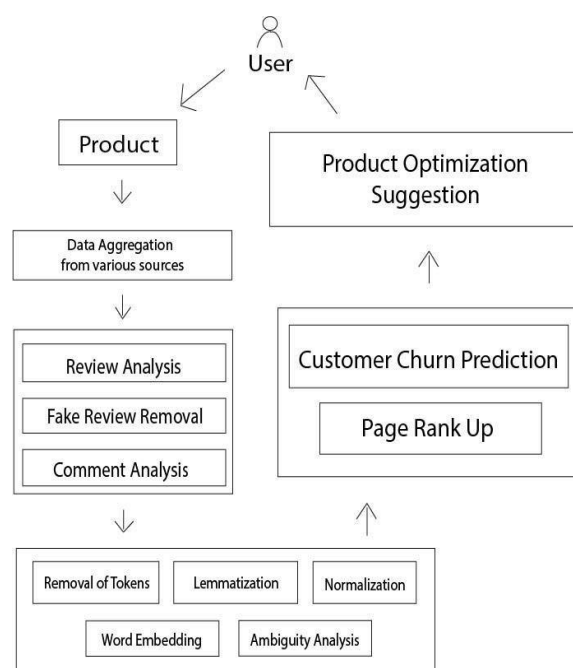 User
Product
Data Aggregation
from various sources
Review Analysis
Fake Review Removal
Comment Analysis
Removal of Tokens
Lemmatization
Normalization
Word Embedding
Ambiguity Analysis
Customer Churn Prediction
Page Rank Up
Product Optimization
Suggestion